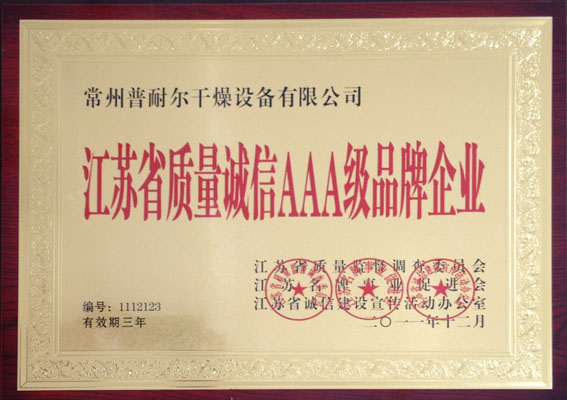 常州普耐尔干燥设备有限公司
江苏省质量诚信AAA级品牌企业
江苏省质量监督调查委员会
江苏名牌事业促进会
江苏省诚信建设宣传活动办公室
编号：1112123
有效期三年
二〇一一年十二月